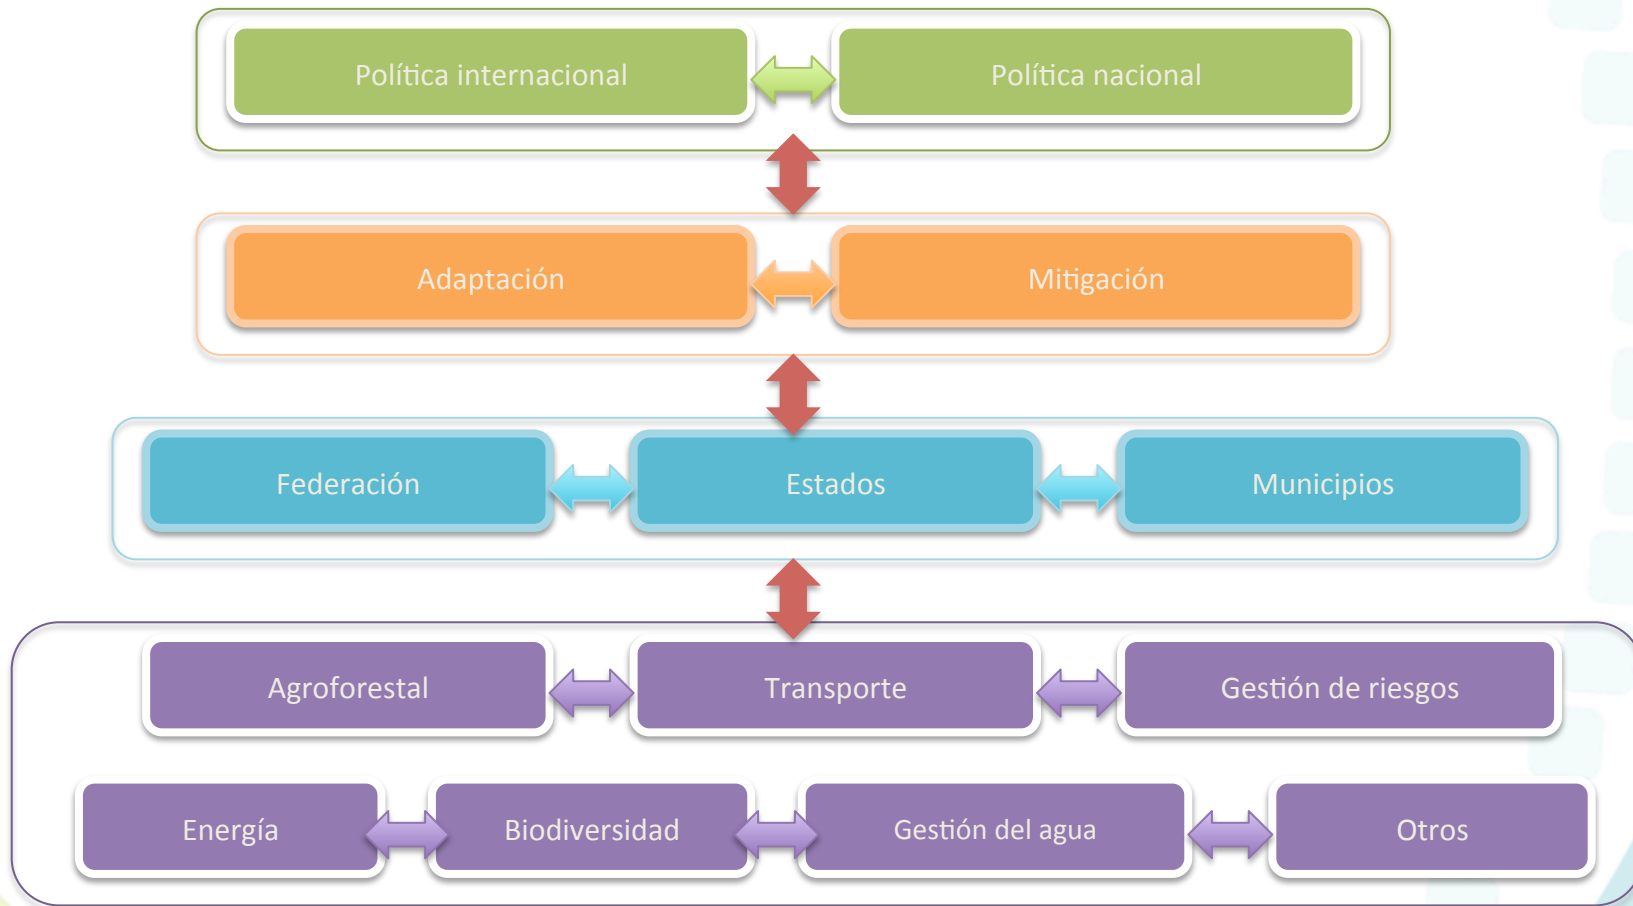 Política internacional
Política nacional
Adaptación
Mitigación
Federación
Estados
Municipios
Agroforestal
Transporte
Gestión de riesgos
Energía
Biodiversidad
Gestión del agua
Otros